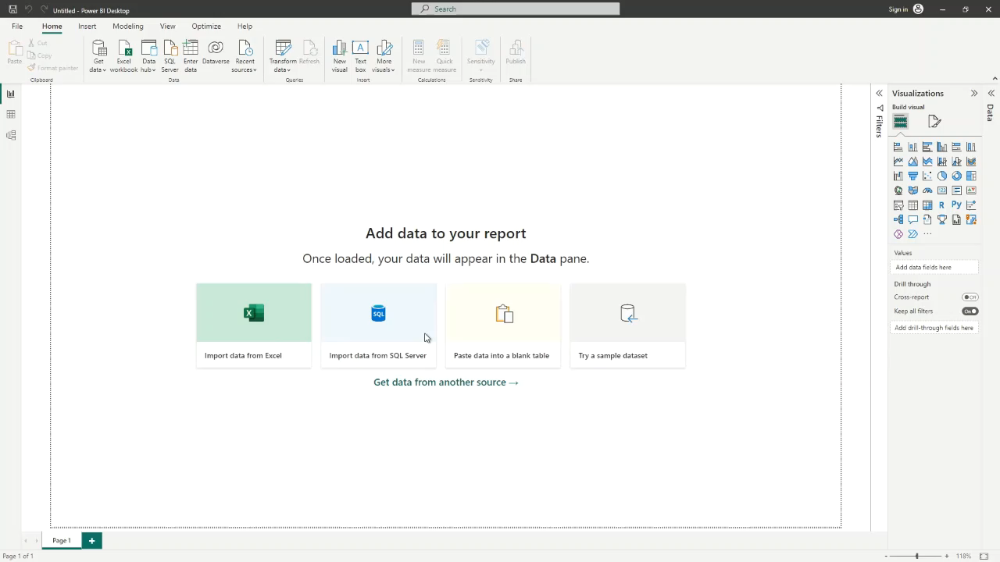 Untitled - Power BI Desktop
Search
Sign in
File Home Insert Modeling View Optimize Help
Paste
Cut
Copy
Format painter
Clipboard
Get data
Excel workbook
Data hub
SQL Server
Enter data
Dataverse
Recent sources
Data
Transform data
Refresh
Queries
New visual
Text box
More visuals
Insert
New measure
Quick measure
Calculations
Sensitivity
Sensitivity
Publish
Share
Filters
Visualizations
Data
Build visual
Add data to your report
Once loaded, your data will appear in the Data pane.
SQL
Import data from Excel
Import data from SQL Server
Paste data into a blank table
Try a sample dataset
Get data from another source →
123
R
Py
Values
Add data fields here
Drill through
Cross-report
Off
Keep all filters
On
Add drill-through fields here
Page 1
Page 1 of 1
118%